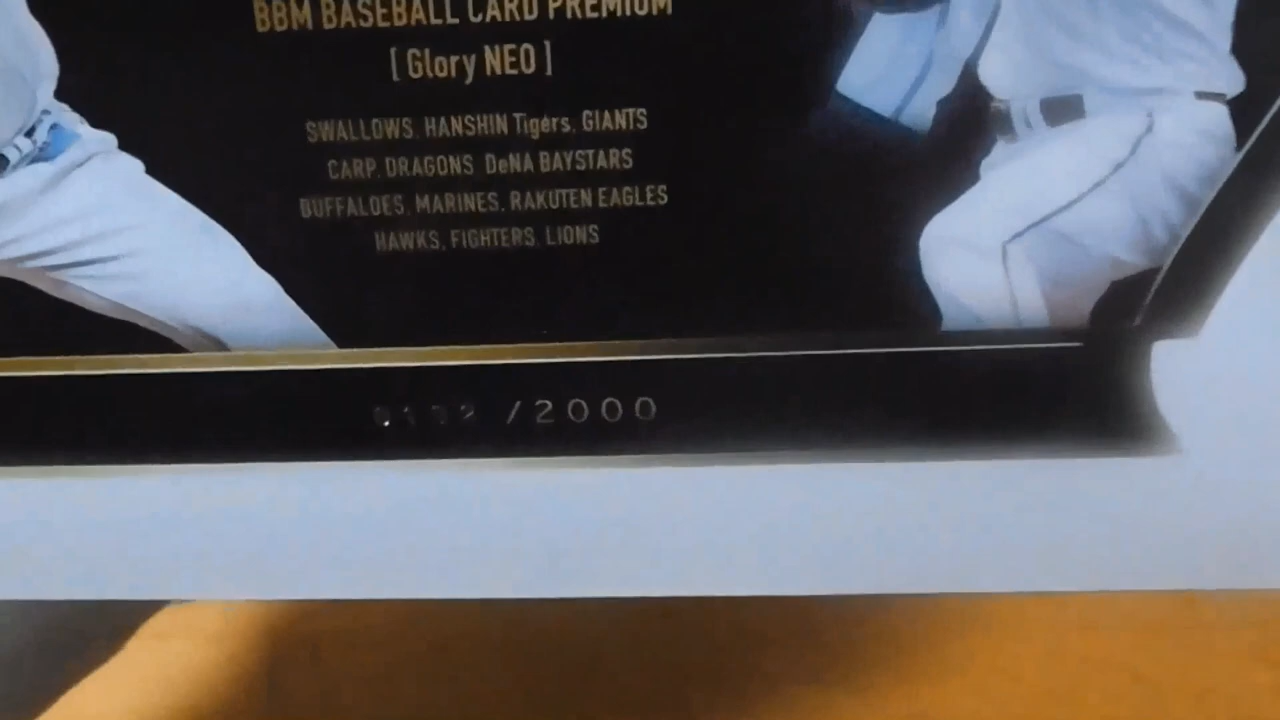 BBM BASEBALL CARD PREMIUM
[ Glory NEO ]
SWALLOWS, HANSHIN Tigers, GIANTS
CARP, DRAGONS, DeNA BAYSTARS
BUFFALOES, MARINES, RAKUTEN EAGLES
HAWKS, FIGHTERS, LIONS
/2000